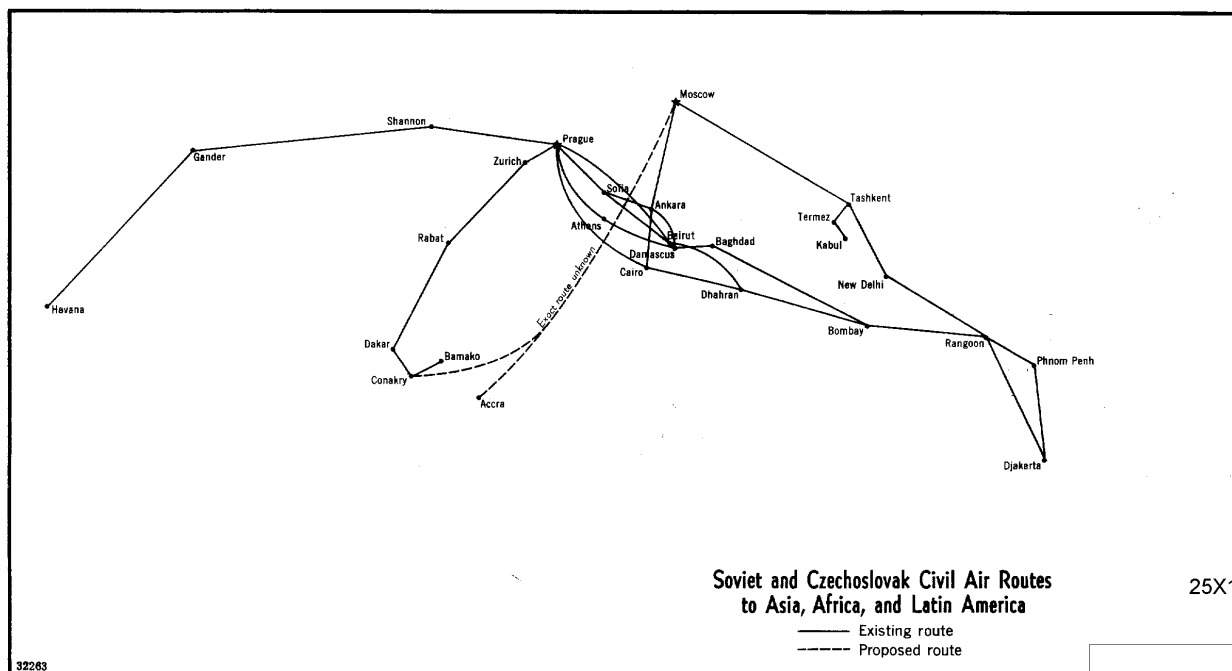 Moscow
Shannon
Prague
Gander
Zurich
Sofia
Tashkent
Ankara
Termez
Athens
Rabat
Beirut
Baghdad
Kabul
Damascus
Cairo
New Delhi
Dhahran
Exact route unknown
Havana
Bombay
Rangoon
Dakar
Bamako
Phnom Penh
Conakry
Accra
Djakarta
Soviet and Czechoslovak Civil Air Routes
to Asia, Africa, and Latin America
25X1
Existing route
Proposed route
32263